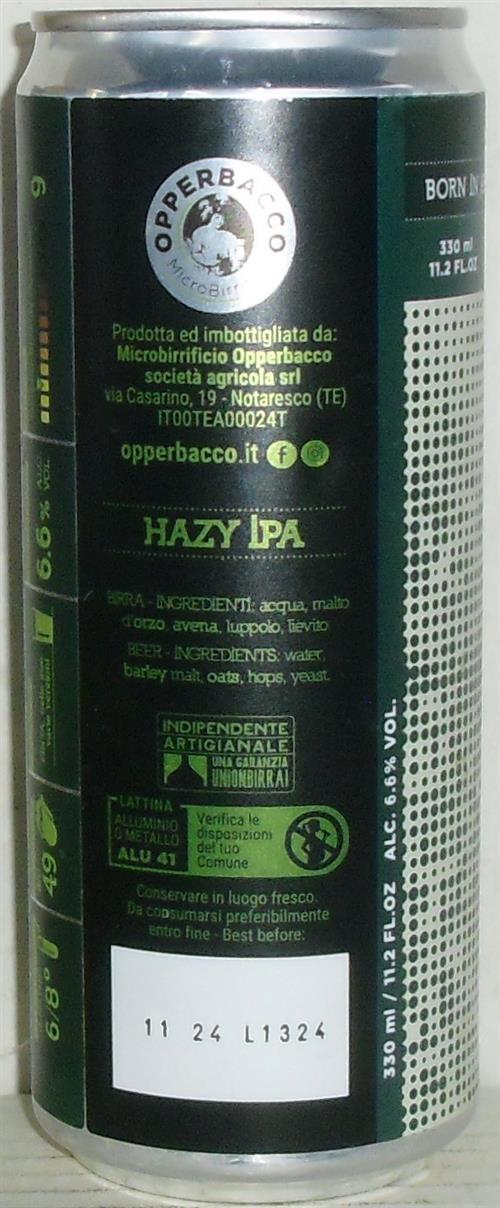 OPPERBACCO
Prodotta ed imbottigliata da:
Microbirrificio Opperbacco
società agricola srl
via Casarino, 19 - Notaresco (TE)
IT00TEA00024T
opperbacco.it
HAZY IPA
BIRRA - INGREDIENTI: acqua, malto
d'orzo, avena, luppolo, lievito
BEER - INGREDIENTS: water,
barley malt, oats, hops, yeast.
INDIPENDENTE
ARTIGIANALE
UNA GARANZIA
UNIONBIRRAI
LATTINA
ALLUMINIO
O METALLO
ALU 41
Verifica le
disposizioni
del tuo
Comune
Conservare in luogo fresco.
Da consumarsi preferibilmente
entro fine - Best before:
11 24 L1324
6
6.6% ALC. VOL.
49
6/8°
BORN IN
330 ml
11.2 FL.OZ
330 ml / 11.2 FL.OZ ALC. 6.6% VOL.